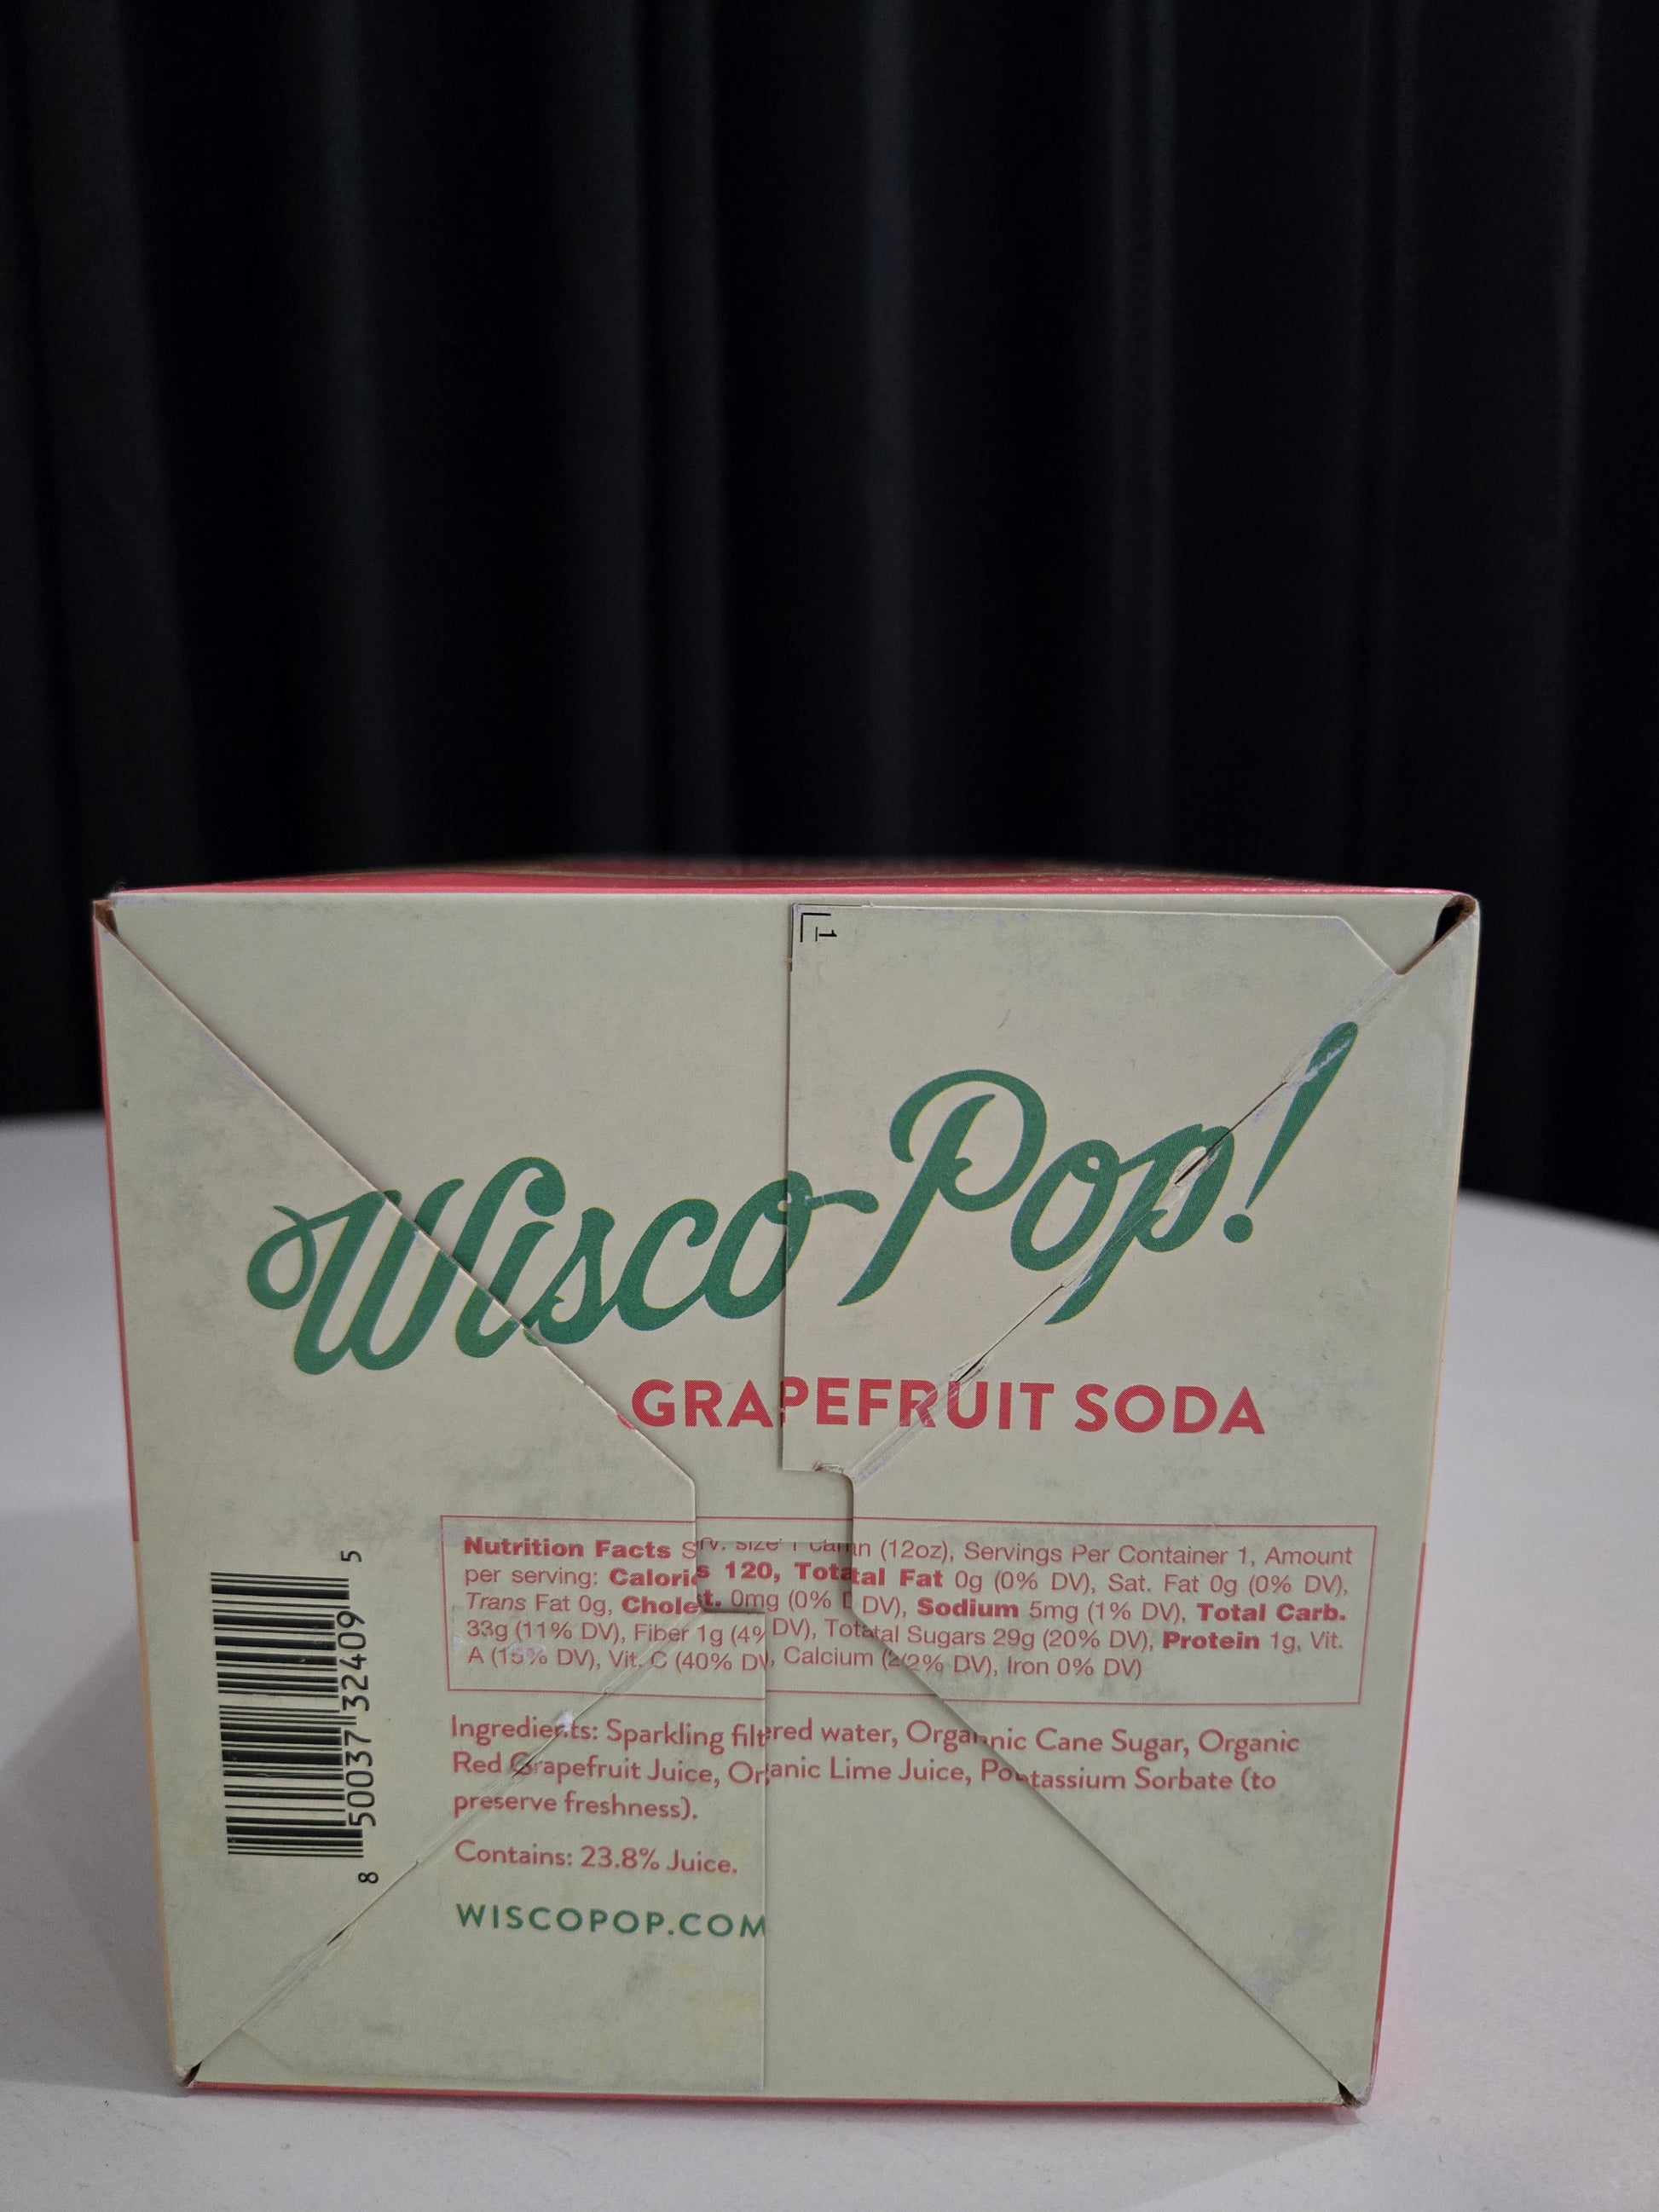 1
Wisco Pop!
GRAPEFRUIT SODA
Nutrition Facts Serv. Size 1 can (12oz), Servings Per Container 1, Amount
per serving: Calories 120, Total Fat 0g (0% DV), Sat. Fat 0g (0% DV),
Trans Fat 0g, Cholest. 0mg (0% DV), Sodium 5mg (1% DV), Total Carb.
33g (11% DV), Fiber 1g (4% DV), Total Sugars 29g (20% DV), Protein 1g, Vit.
A (15% DV), Vit. C (40% DV), Calcium (2% DV), Iron 0% DV)
Ingredients: Sparkling filtered water, Organic Cane Sugar, Organic
Red Grapefruit Juice, Organic Lime Juice, Potassium Sorbate (to
preserve freshness).
Contains: 23.8% Juice.
WISCOPOP.COM
8 50037 32409 5